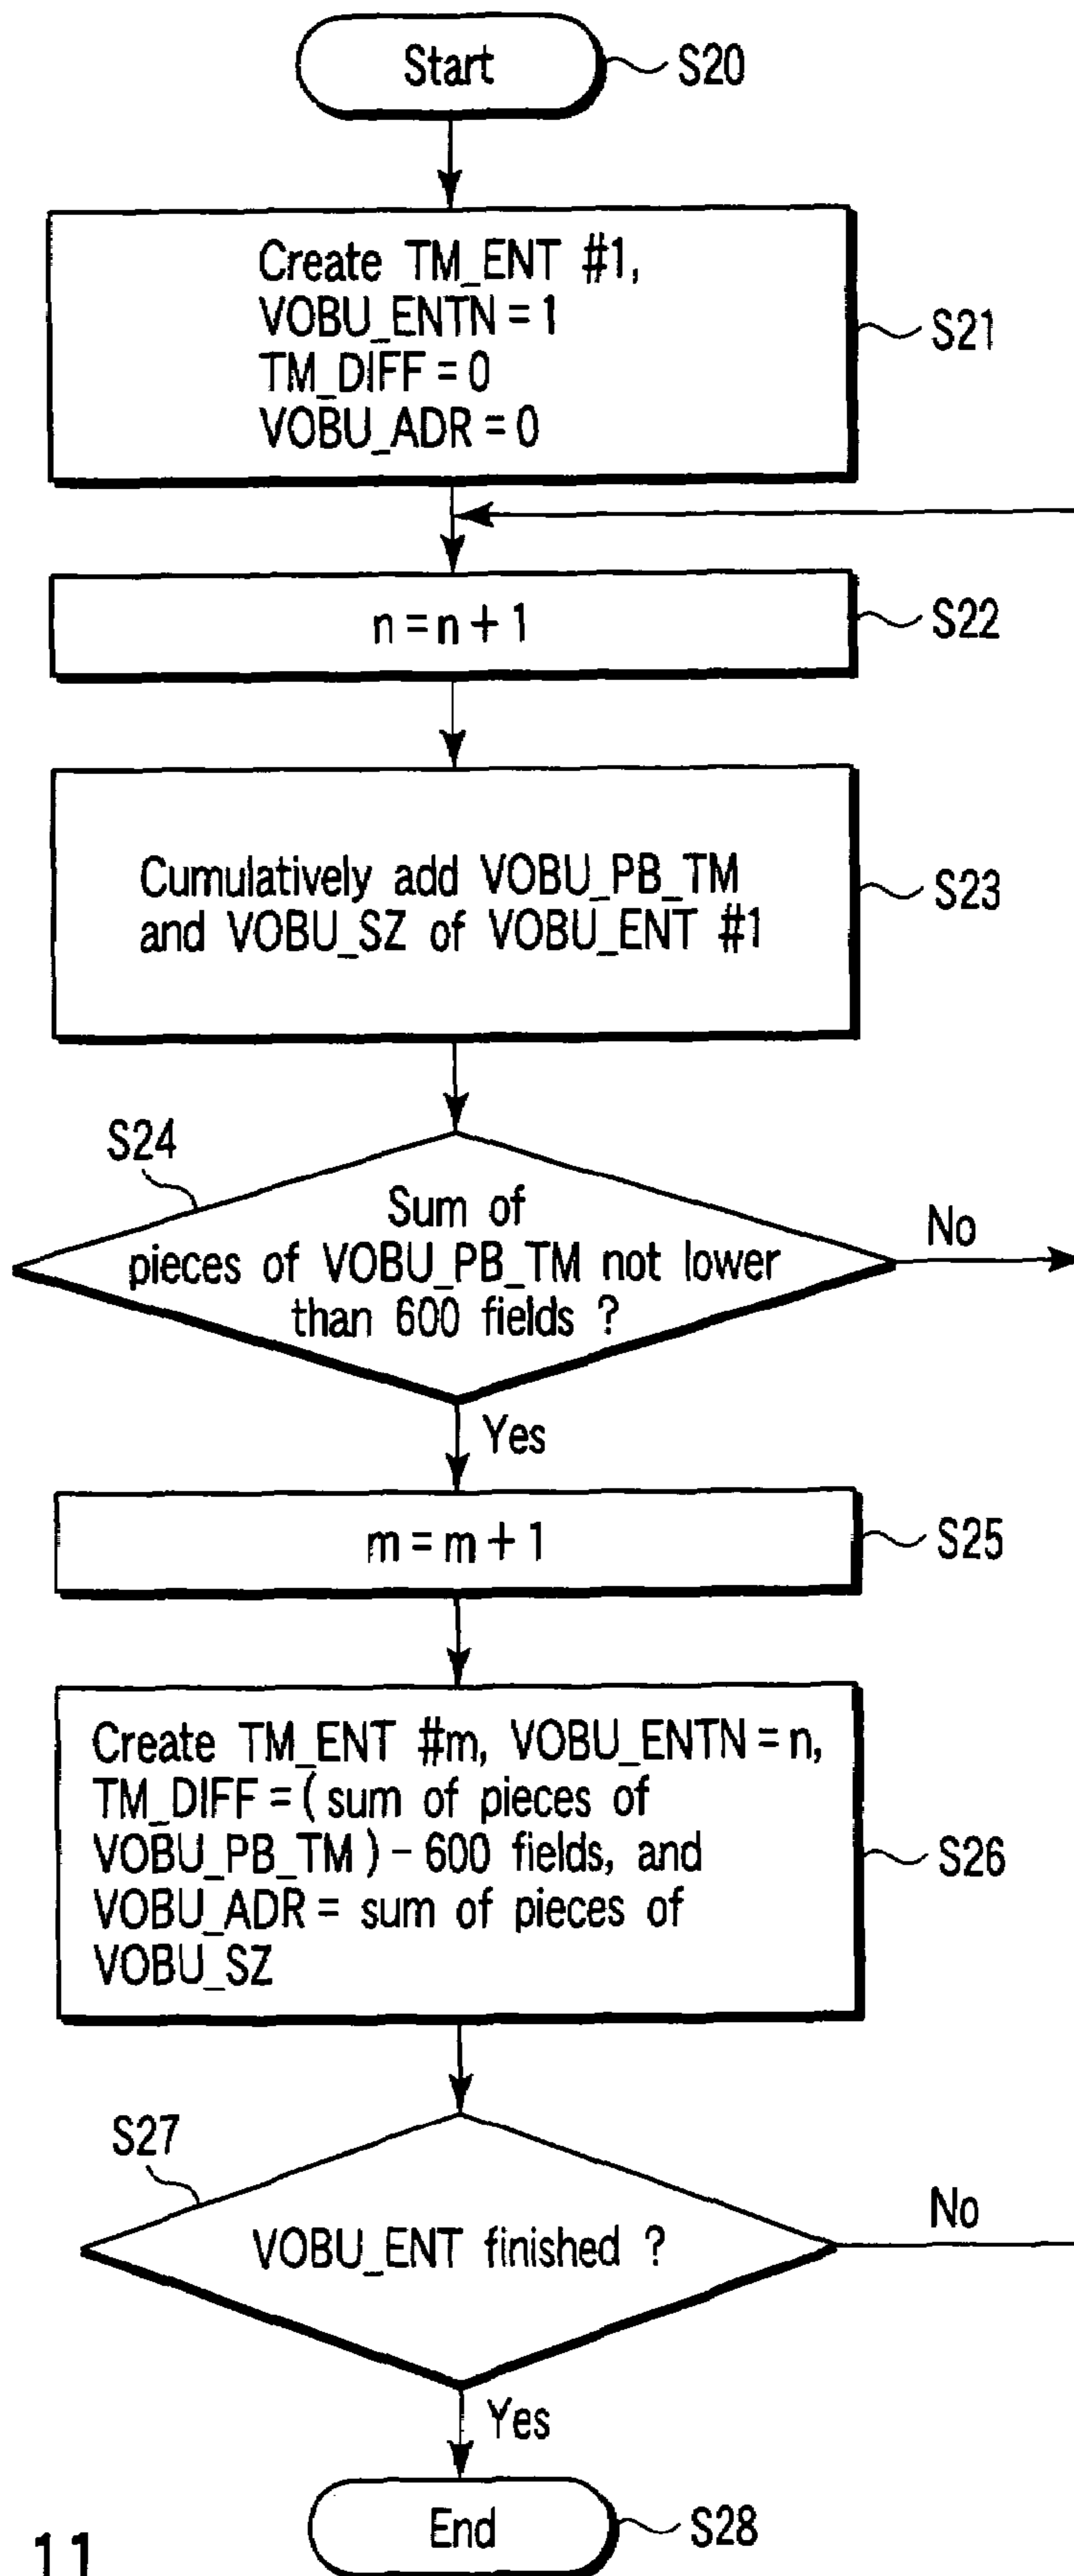 Start
S20
Create TM_ENT #1,
VOBU_ENTN = 1
TM_DIFF = 0
VOBU_ADR = 0
S21
n = n + 1
S22
Cumulatively add VOBU_PB_TM
and VOBU_SZ of VOBU_ENT #1
S23
S24
Sum of
pieces of VOBU_PB_TM not lower
than 600 fields ?
No
Yes
m = m + 1
S25
Create TM_ENT #m, VOBU_ENTN = n,
TM_DIFF = (sum of pieces of
VOBU_PB_TM) - 600 fields, and
VOBU_ADR = sum of pieces of
VOBU_SZ
S26
S27
VOBU_ENT finished ?
No
Yes
End
S28
11